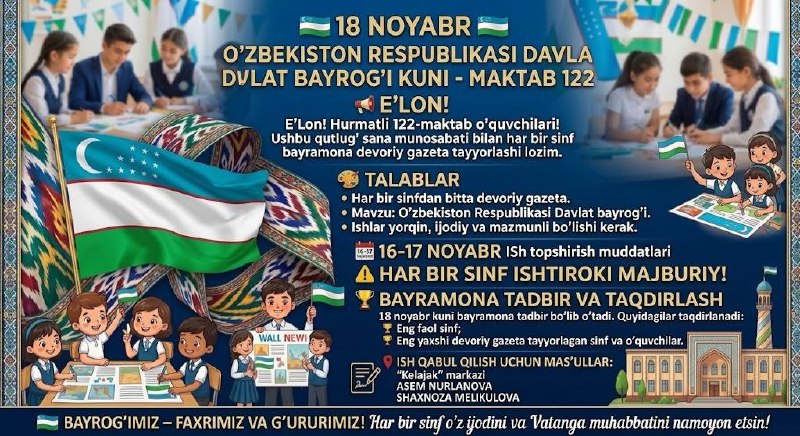 18 NOYABR
O'ZBEKISTON RESPUBLIKASI DAVLA
DVLAT BAYROG'I KUNI - MAKTAB 122
E'LON!
E'lon! Hurmatli 122-maktab o'quvchilari!
Ushbu qutlug' sana munosabati bilan har bir sinf
bayramona devoriy gazeta tayyorlashi lozim.
TALABLAR
• Har bir sinfdan bitta devoriy gazeta.
• Mavzu: O'zbekiston Respublikasi Davlat bayrog'i.
• Ishlar yorqin, ijodiy va mazmunli bo'lishi kerak.
16-17
16-17 NOYABR ISh topshirish muddatlari
HAR BIR SINF ISHTIROKI MAJBURIY!
BAYRAMONA TADBIR VA TAQDIRLASH
18 noyabr kuni bayramona tadbir bo'lib o'tadi. Quyidagilar taqdirlanadi:
Eng faol sinf;
Eng yaxshi devoriy gazeta tayyorlagan sinf va o'quvchilar.
WALL NEW!
ISH QABUL QILISH UCHUN MAS'ULLAR:
"Kelajak" markazi
ASEM NURLANOVA
SHAXNOZA MELIKULOVA
BAYROG'IMIZ – FAXRIMIZ VA G'URURIMIZ! Har bir sinf o'z ijodini va Vatanga muhabbatini namoyon etsin!